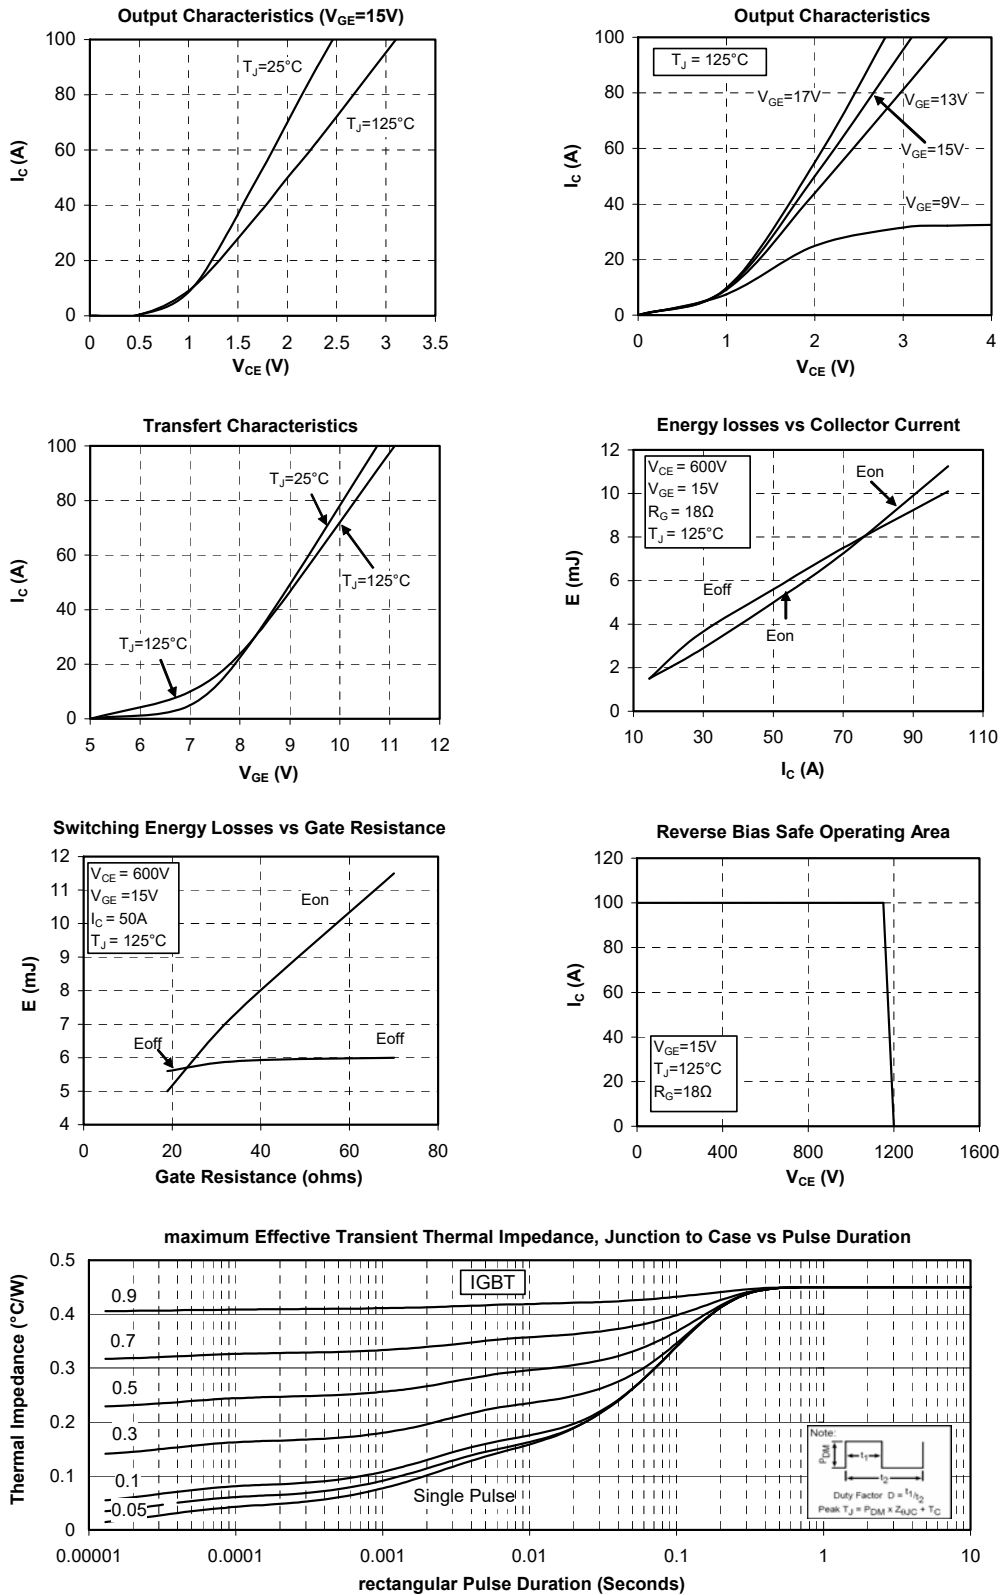 Output Characteristics (VGE=15V)
100
80
60
40
20
0
IC (A)
TJ=25°C
TJ=125°C
0 0.5 1 1.5 2 2.5 3 3.5
VCE (V)
Output Characteristics
100
80
60
40
20
0
IC (A)
TJ = 125°C
VGE=17V
VGE=13V
VGE=15V
VGE=9V
0 1 2 3 4
VCE (V)
Transfert Characteristics
100
80
60
40
20
0
IC (A)
TJ=25°C
TJ=125°C
TJ=125°C
5 6 7 8 9 10 11 12
VGE (V)
Energy losses vs Collector Current
12
10
8
6
4
2
0
E (mJ)
VCE = 600V
VGE = 15V
RG = 18Ω
TJ = 125°C
Eon
Eoff
Eon
10 30 50 70 90 110
IC (A)
Switching Energy Losses vs Gate Resistance
12
11
10
9
8
7
6
5
4
E (mJ)
VCE = 600V
VGE =15V
IC = 50A
TJ = 125°C
Eon
Eoff
Eoff
0 20 40 60 80
Gate Resistance (ohms)
Reverse Bias Safe Operating Area
120
100
80
60
40
20
0
IC (A)
VGE=15V
TJ=125°C
RG=18Ω
0 400 800 1200 1600
VCE (V)
maximum Effective Transient Thermal Impedance, Junction to Case vs Pulse Duration
0.5
0.4
0.3
0.2
0.1
0
Thermal Impedance (°C/W)
IGBT
0.9
0.7
0.5
0.3
0.1
0.05
Single Pulse
Note:
PDM
t1
t2
Duty Factor D = t1/t2
Peak TJ = PDM x ZθJC + TC
0.00001 0.0001 0.001 0.01 0.1 1 10
rectangular Pulse Duration (Seconds)